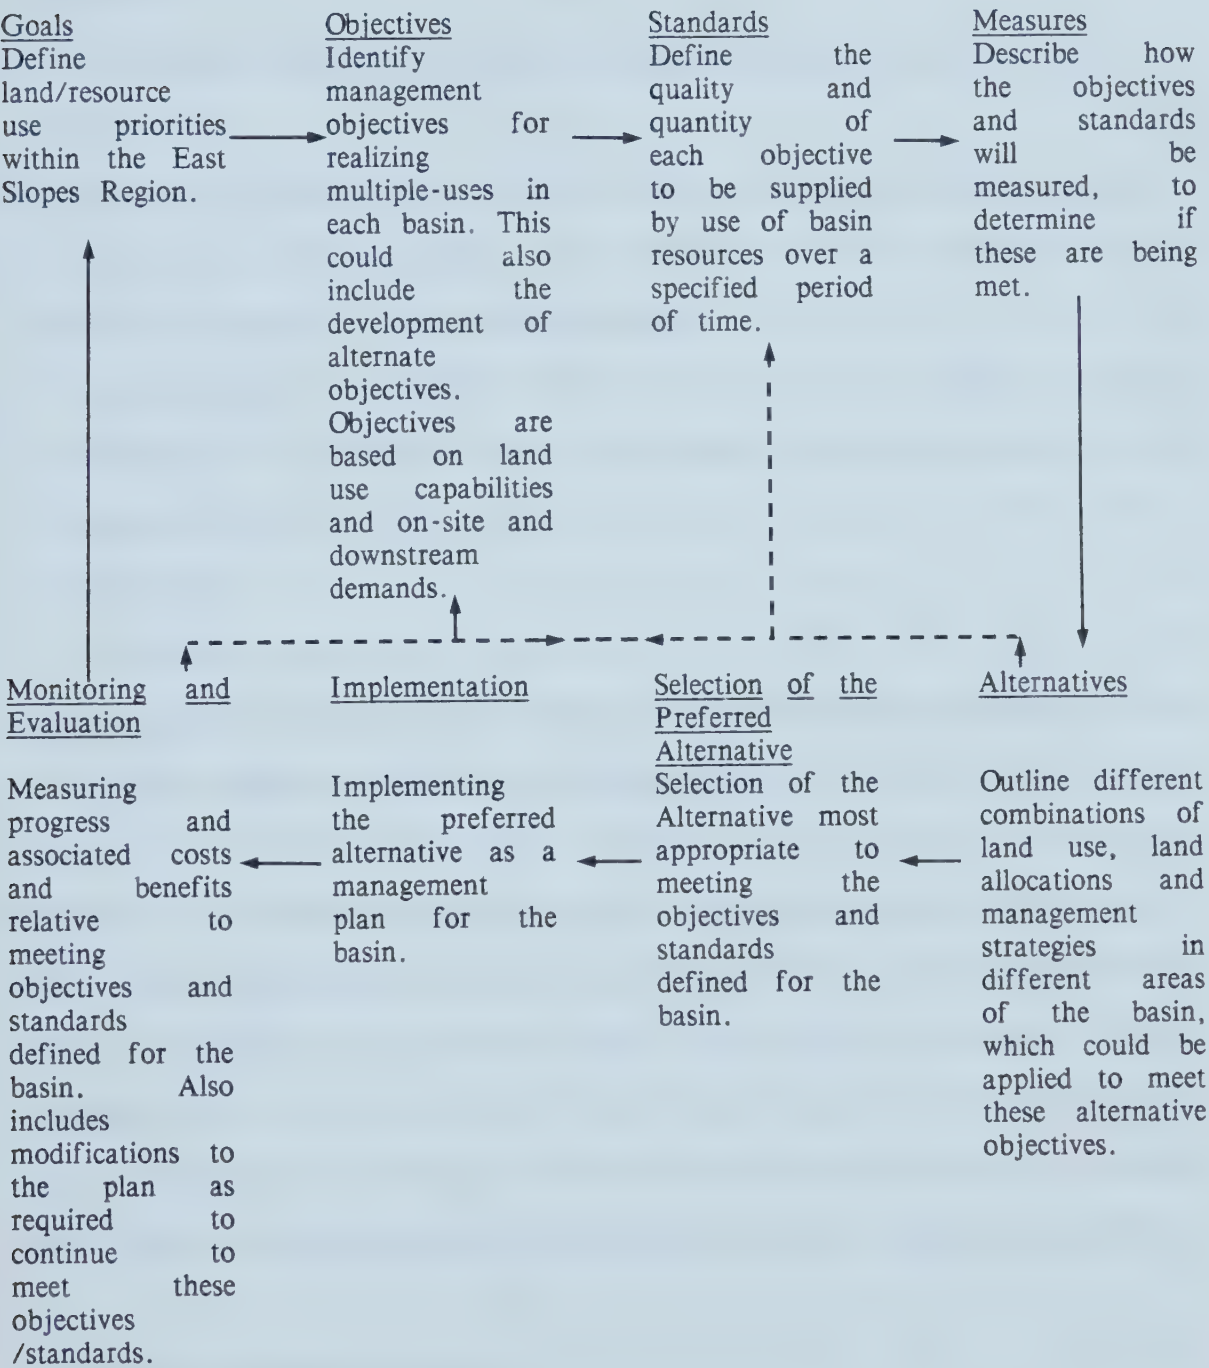 Goals
Define
land/resource
use priorities
within the East
Slopes Region.
Objectives
Identify
management
objectives for
realizing
multiple-uses in
each basin. This
could also
include the
development of
alternate
objectives.
Objectives are
based on land
use capabilities
and on-site and
downstream
demands.
Standards
Define the
quality and
quantity of
each objective
to be supplied
by use of basin
resources over a
specified period
of time.
Measures
Describe how
the objectives
and standards
will be
measured, to
determine if
these are being
met.
Monitoring and
Evaluation
Measuring
progress and
associated costs
and benefits
relative to
meeting
objectives and
standards
defined for the
basin. Also
includes
modifications to
the plan as
required to
continue to
meet these
objectives
/standards.
Implementation
Implementing
the preferred
alternative as a
management
plan for the
basin.
Selection of the
Preferred
Alternative
Selection of the
Alternative most
appropriate to
meeting the
objectives and
standards
defined for the
basin.
Alternatives
Outline different
combinations of
land use, land
allocations and
management
strategies in
different areas
of the basin,
which could be
applied to meet
these alternative
objectives.